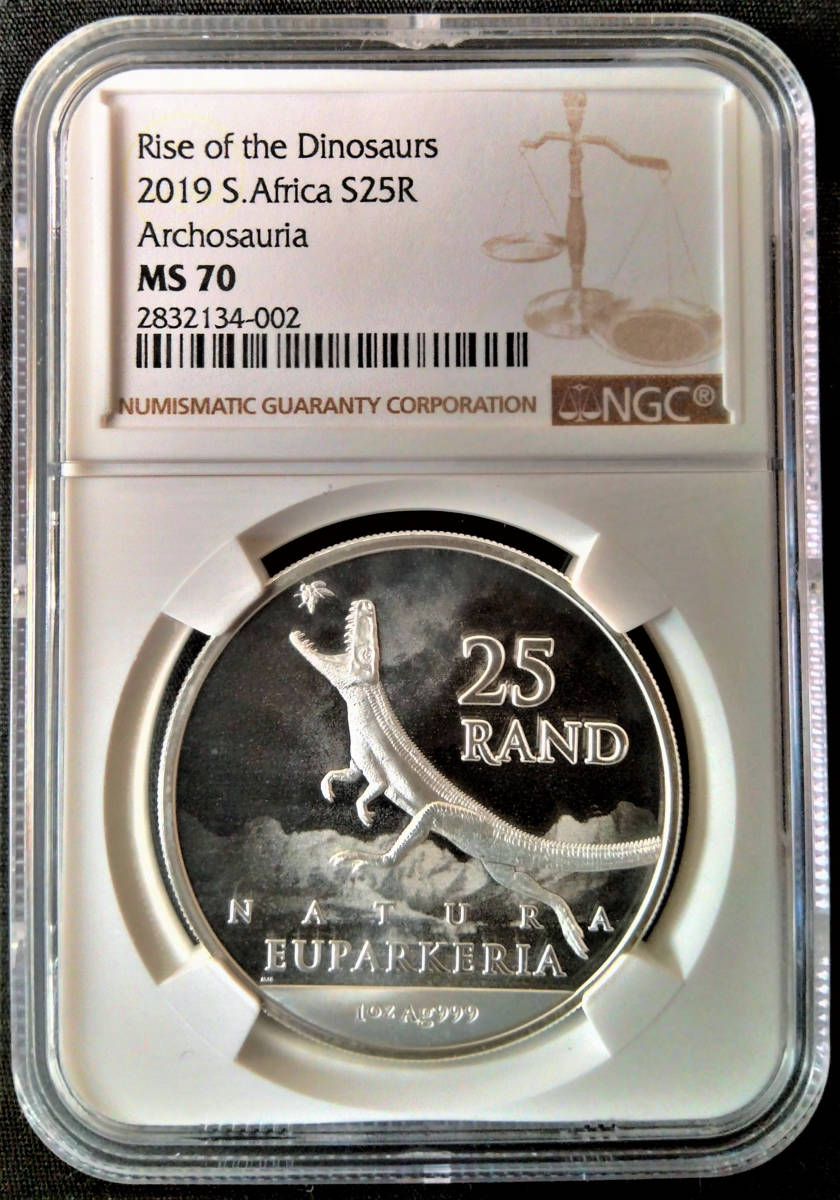 Rise of the Dinosaurs
2019 S.Africa S25R
Archosauria
MS 70
2832134-002
NUMISMATIC GUARANTY CORPORATION
NGC®
25
RAND
NATURA
EUPARKERIA
1oz Ag999